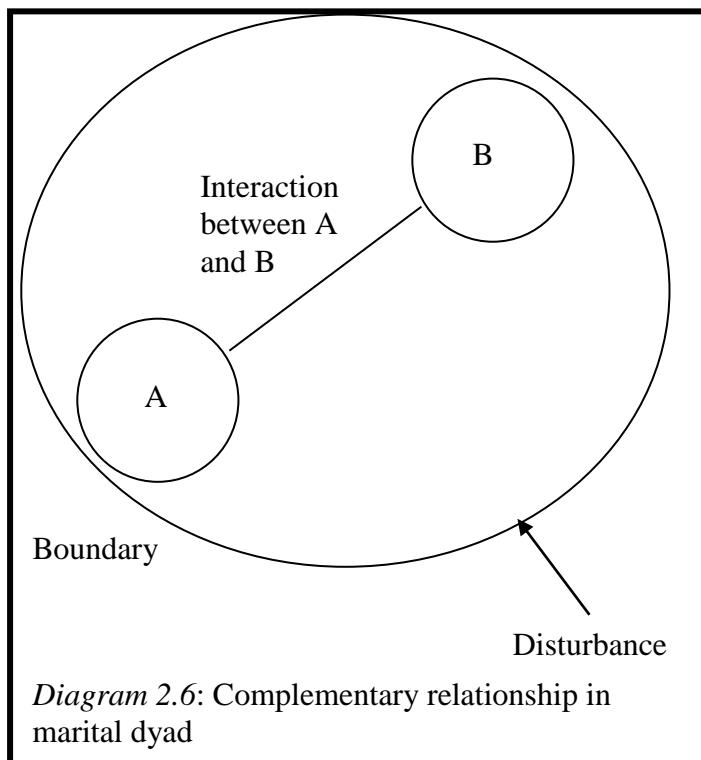 B
Interaction
between A
and B
A
Boundary
Disturbance
Diagram 2.6: Complementary relationship in
marital dyad